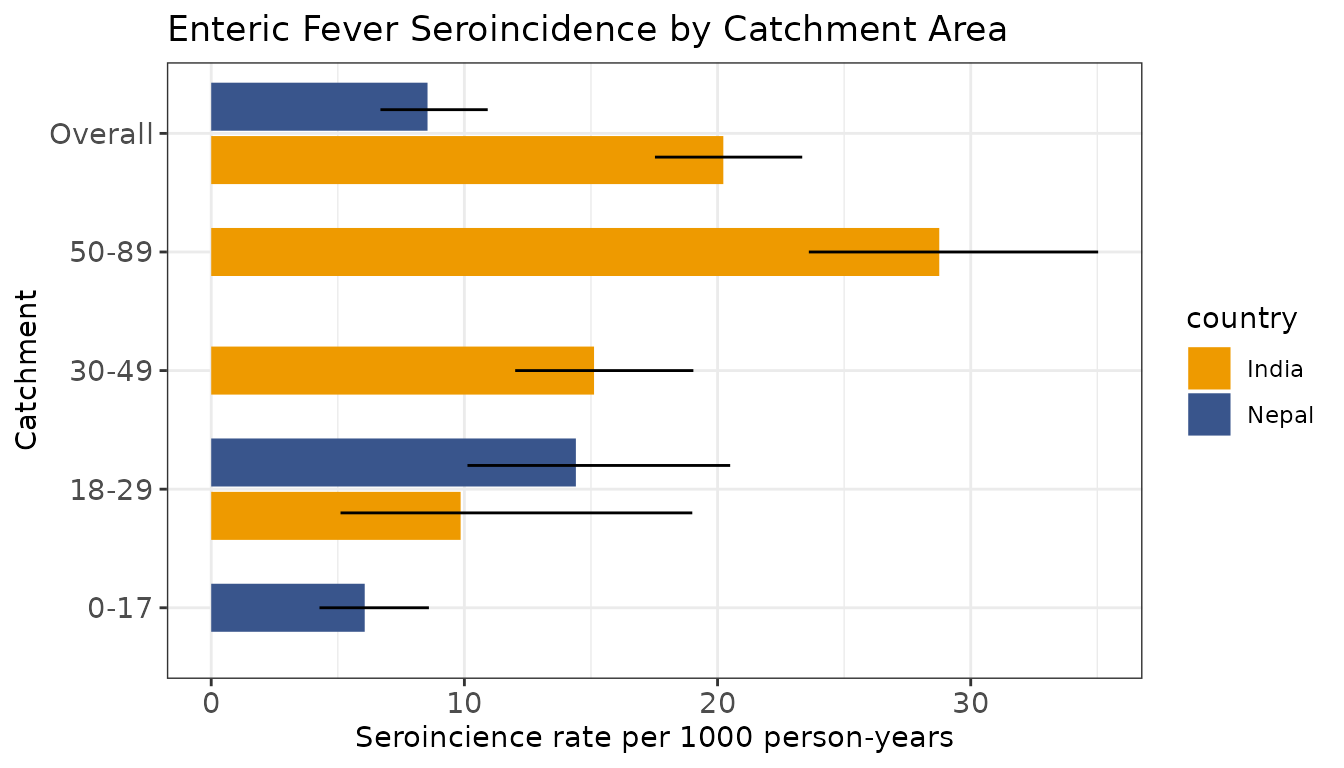 Enteric Fever Seroincidence by Catchment Area
Overall
50-89
30-49
18-29
0-17
Catchment
0 10 20 30
Seroincience rate per 1000 person-years
country
India
Nepal